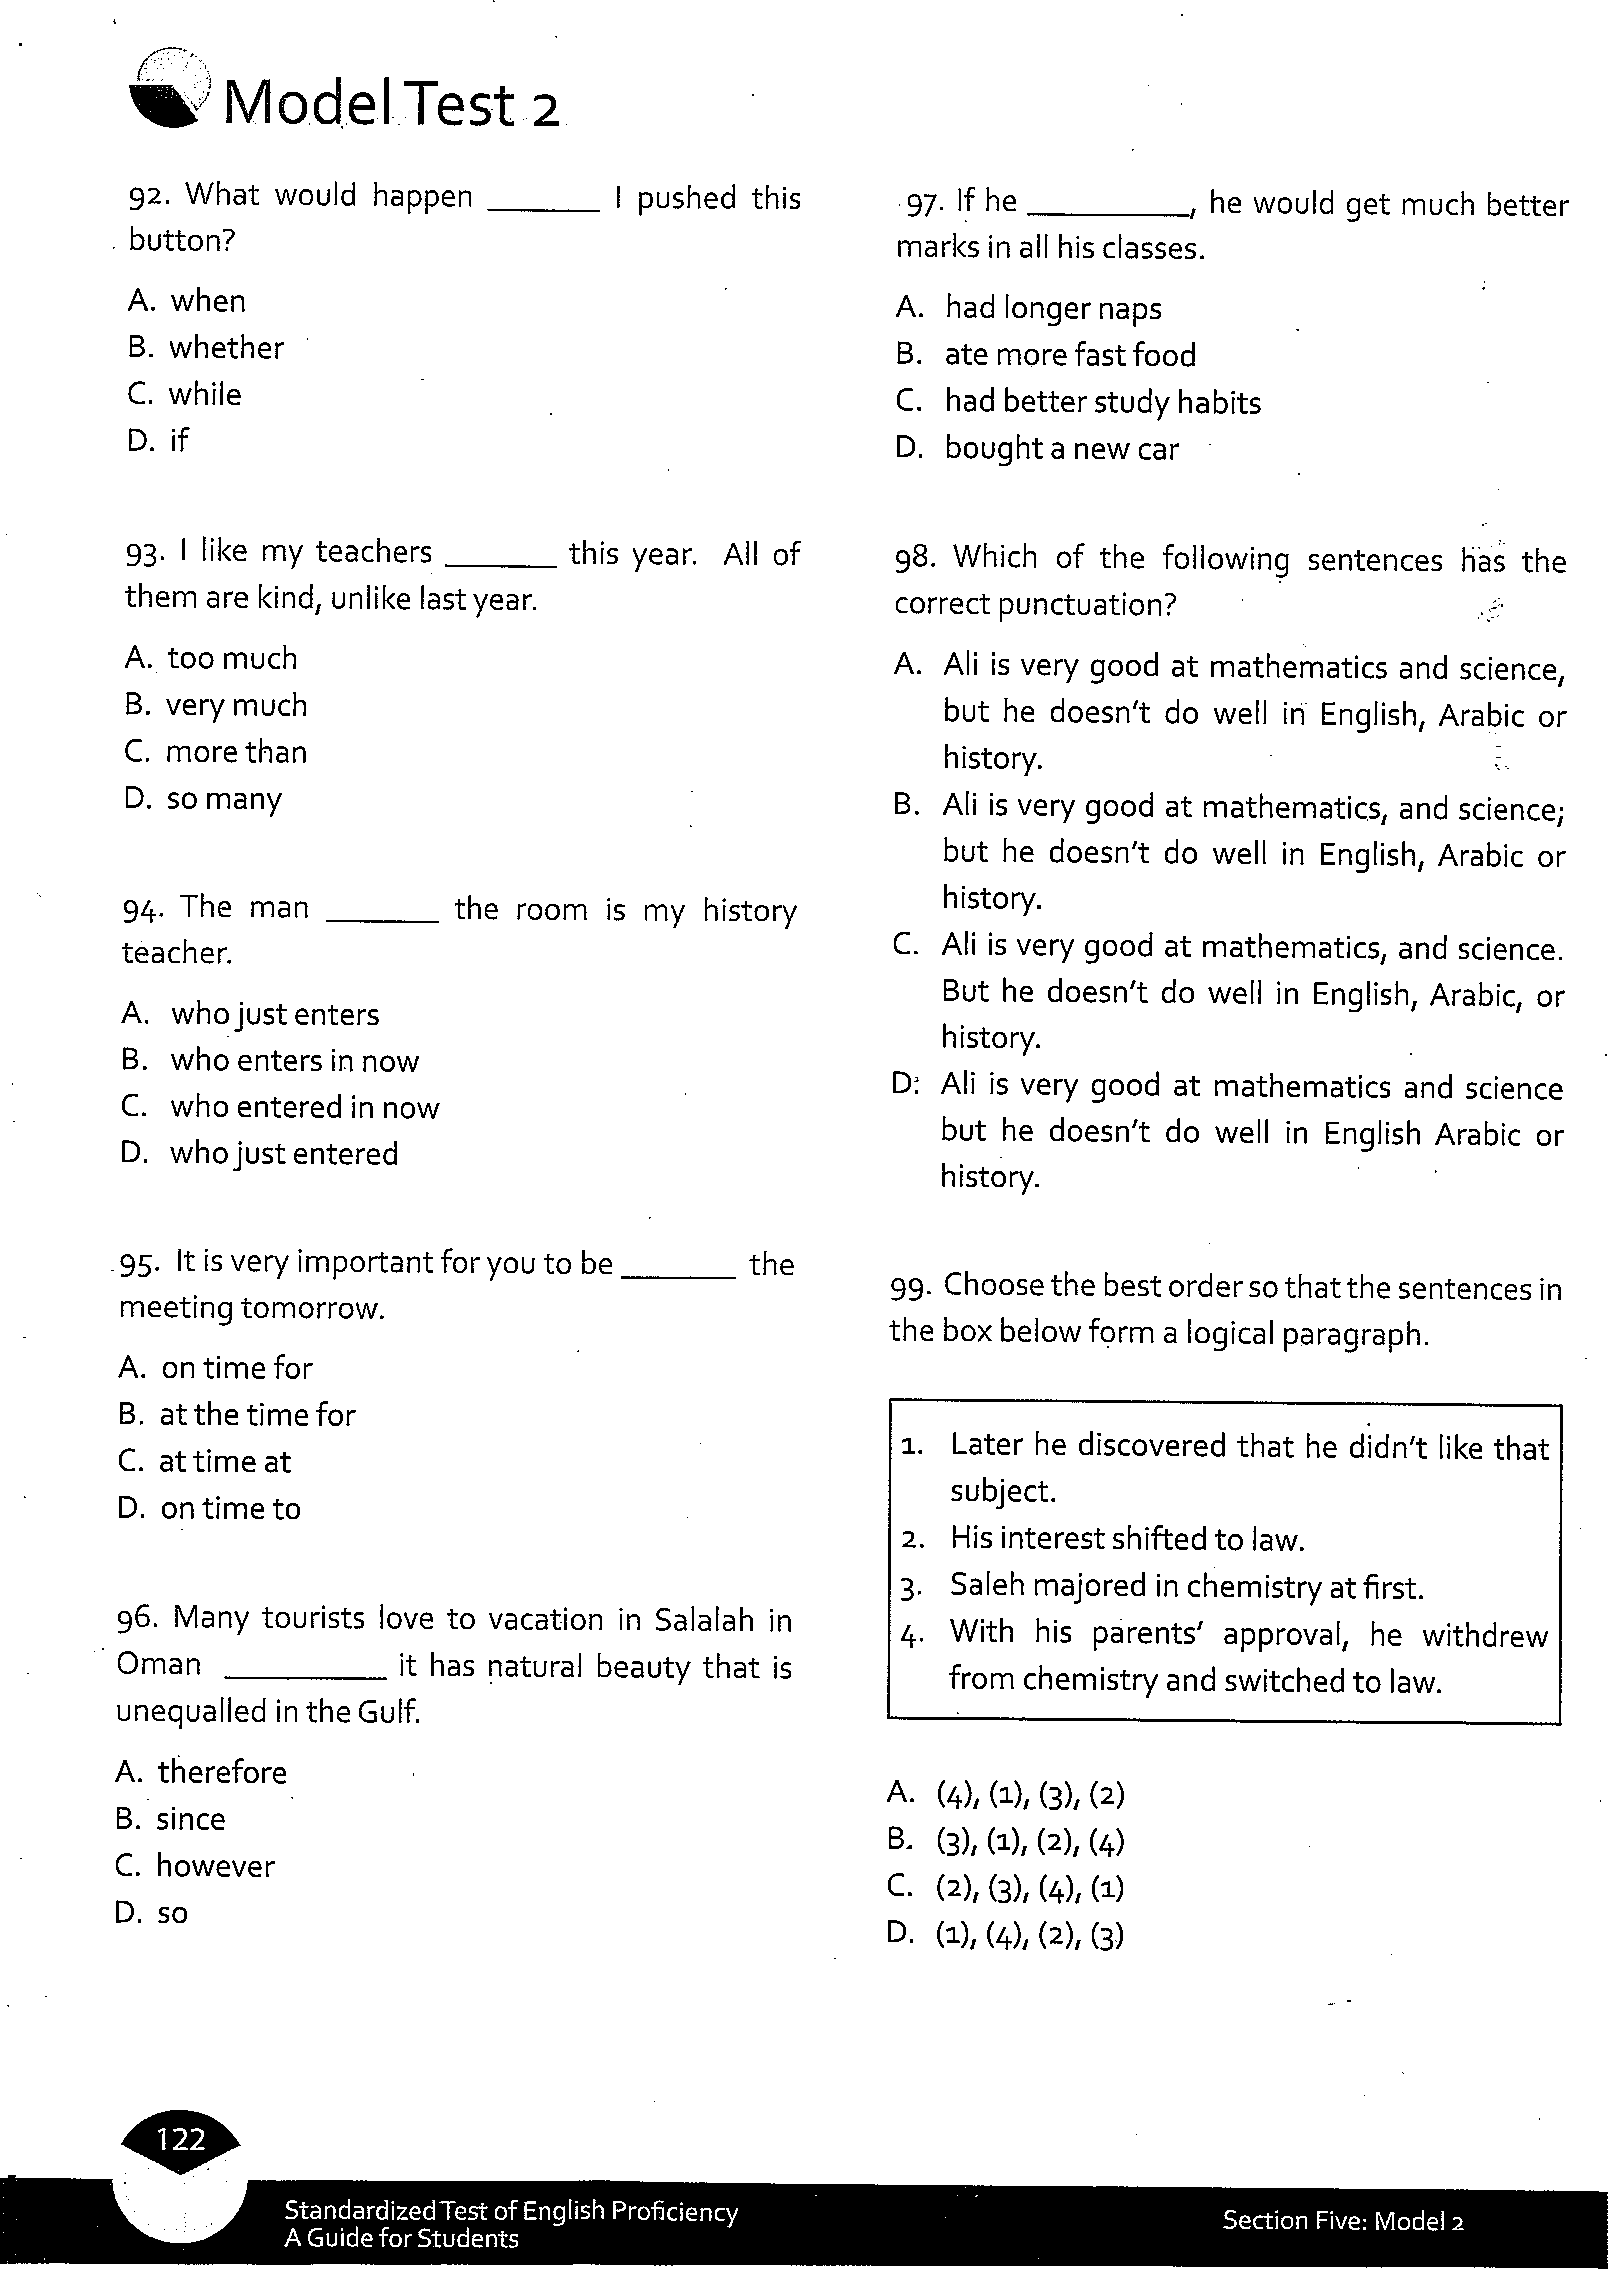 Model Test 2
92. What would happen _______ I pushed this
button?
A. when
B. whether
C. while
D. if
93. I like my teachers _______ this year. All of
them are kind, unlike last year.
A. too much
B. very much
C. more than
D. so many
94. The man _______ the room is my history
teacher.
A. who just enters
B. who enters in now
C. who entered in now
D. who just entered
95. It is very important for you to be _______ the
meeting tomorrow.
A. on time for
B. at the time for
C. at time at
D. on time to
96. Many tourists love to vacation in Salalah in
Oman __________ it has natural beauty that is
unequalled in the Gulf.
A. therefore
B. since
C. however
D. so
97. If he __________, he would get much better
marks in all his classes.
A. had longer naps
B. ate more fast food
C. had better study habits
D. bought a new car
98. Which of the following sentences has the
correct punctuation?
A. Ali is very good at mathematics and science,
but he doesn't do well in English, Arabic or
history.
B. Ali is very good at mathematics, and science;
but he doesn't do well in English, Arabic or
history.
C. Ali is very good at mathematics, and science.
But he doesn't do well in English, Arabic, or
history.
D. Ali is very good at mathematics and science
but he doesn't do well in English Arabic or
history.
99. Choose the best order so that the sentences in
the box below form a logical paragraph.
1. Later he discovered that he didn't like that
subject.
2. His interest shifted to law.
3. Saleh majored in chemistry at first.
4. With his parents' approval, he withdrew
from chemistry and switched to law.
A. (4), (1), (3), (2)
B. (3), (1), (2), (4)
C. (2), (3), (4), (1)
D. (1), (4), (2), (3)
122
Standardized Test of English Proficiency
A Guide for Students
Section Five: Model 2